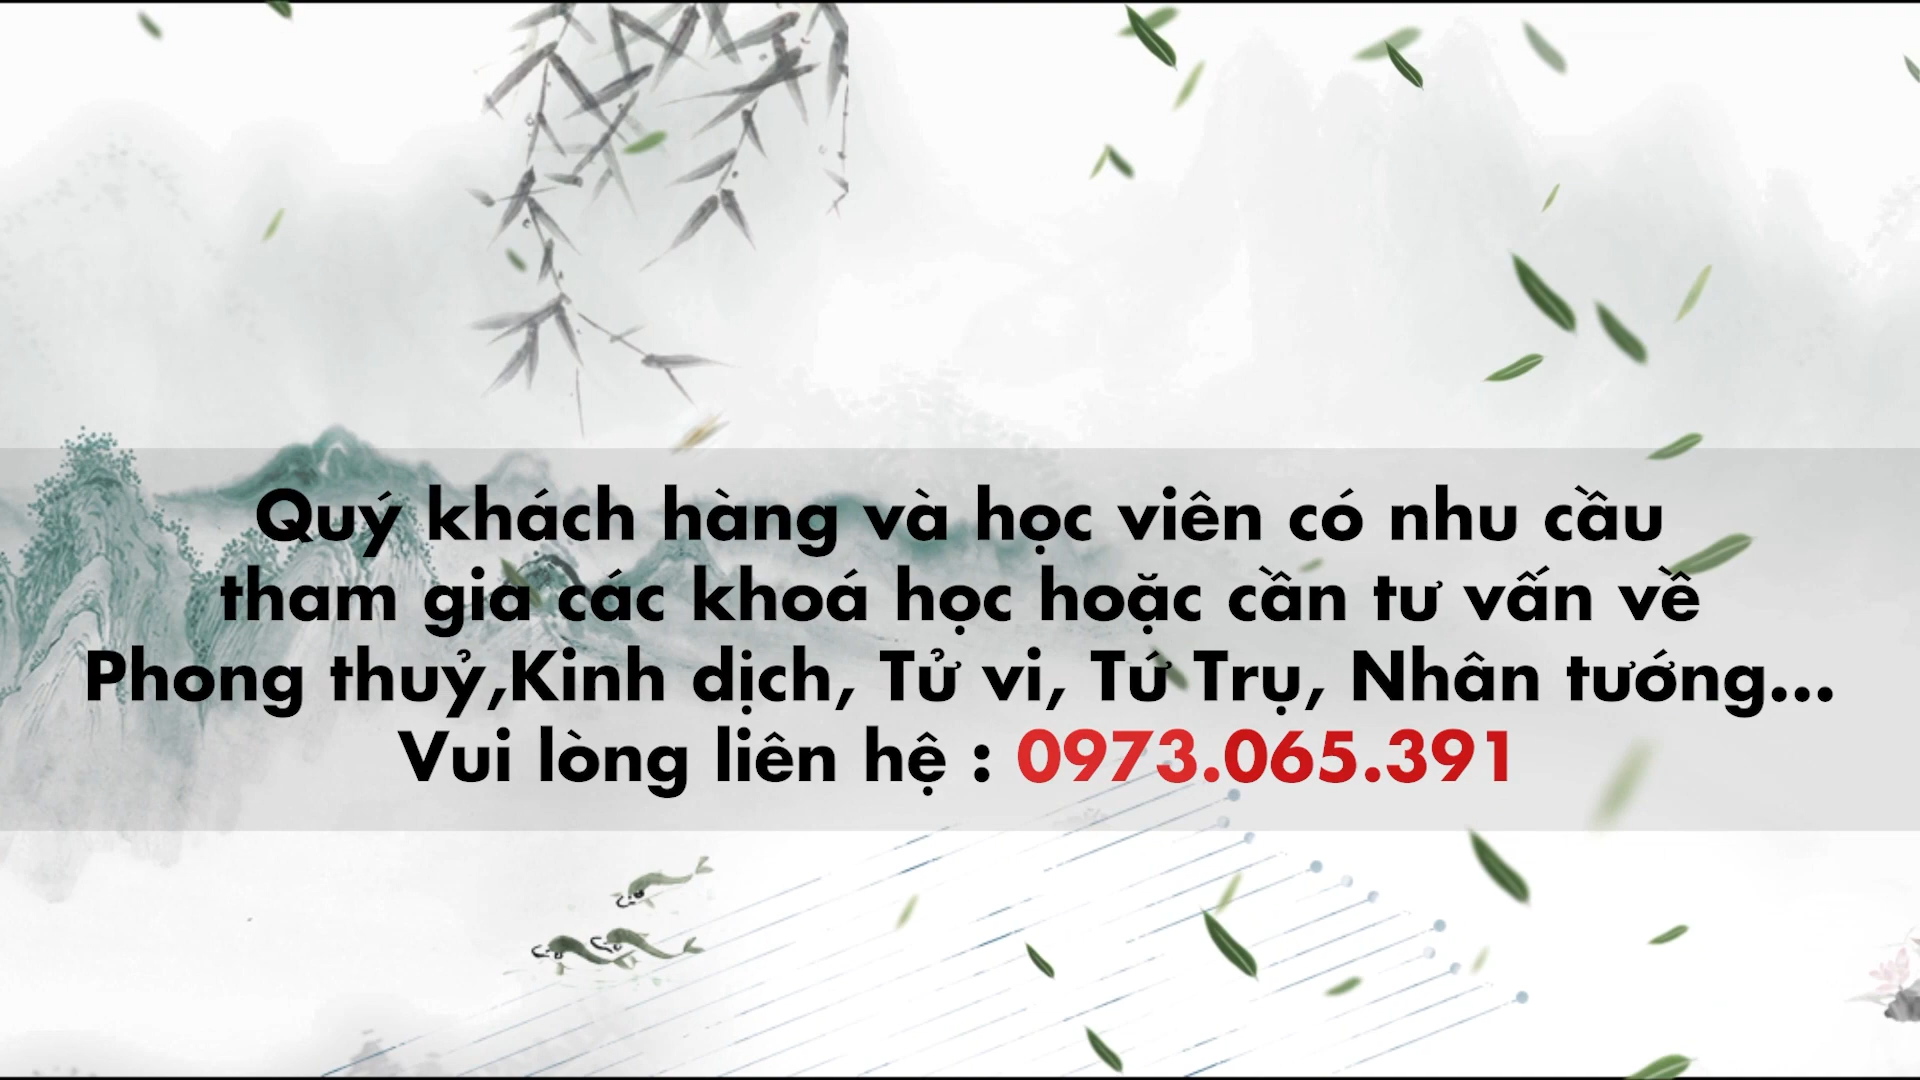 Quý khách hàng và học viên có nhu cầu
tham gia các khoá học hoặc cần tư vấn về
Phong thuỷ,Kinh dịch, Tử vi, Tứ Trụ, Nhân tướng...
Vui lòng liên hệ : 0973.065.391